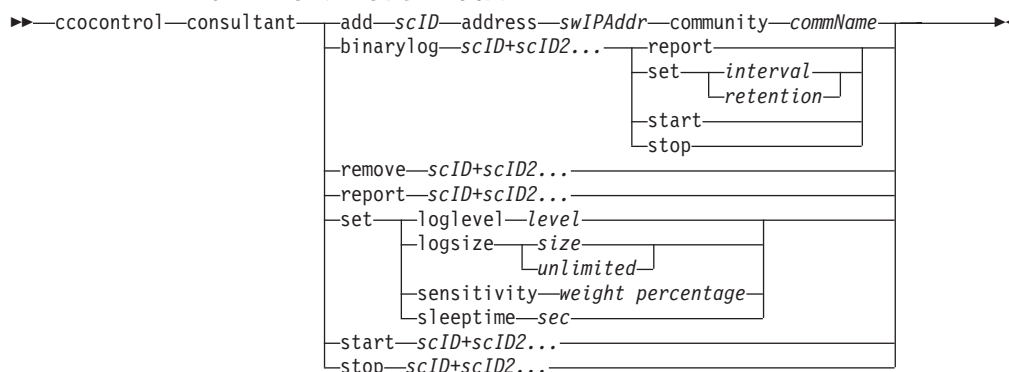 ccocontrol consultant add scID address swIPAddr community commName
binarylog scID+scID2... report
set interval
retention
start
stop
remove scID+scID2...
report scID+scID2...
set loglevel level
logsize size
unlimited
sensitivity weight percentage
sleeptime sec
start scID+scID2...
stop scID+scID2...